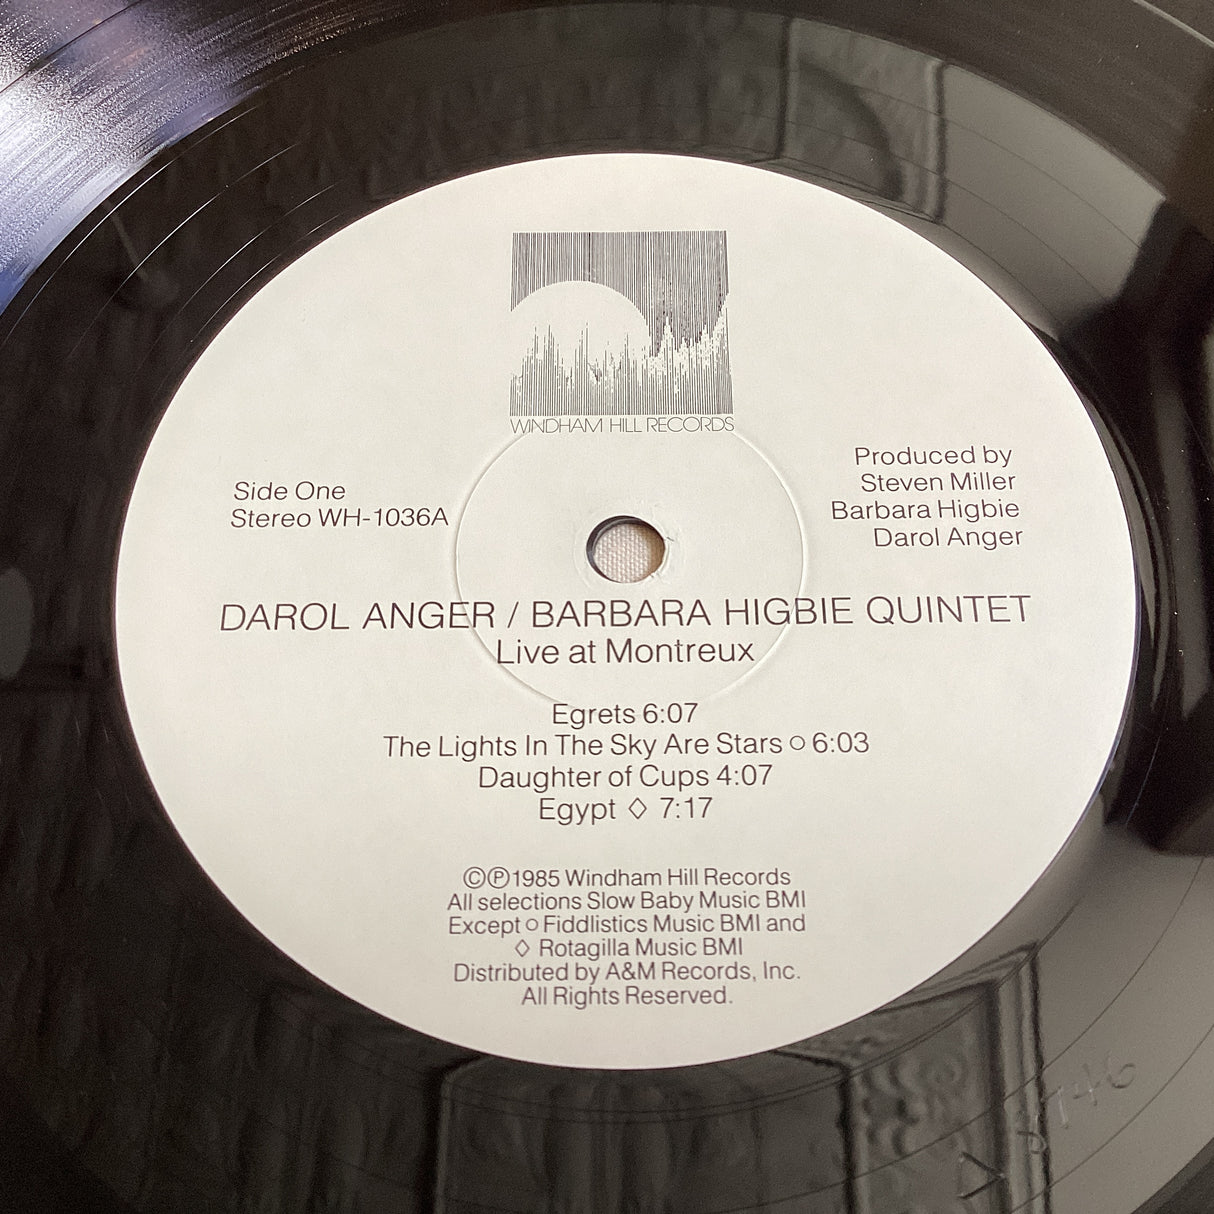 WINDHAM HILL RECORDS
Side One
Stereo WH-1036A
Produced by
Steven Miller
Barbara Higbie
Darol Anger
DAROL ANGER / BARBARA HIGBIE QUINTET
Live at Montreux
Egrets 6:07
The Lights In The Sky Are Stars ○ 6:03
Daughter of Cups 4:07
Egypt ◇ 7:17
©℗1985 Windham Hill Records
All selections Slow Baby Music BMI
Except ○ Fiddlistics Music BMI and
◇ Rotagilla Music BMI
Distributed by A&M Records, Inc.
All Rights Reserved.